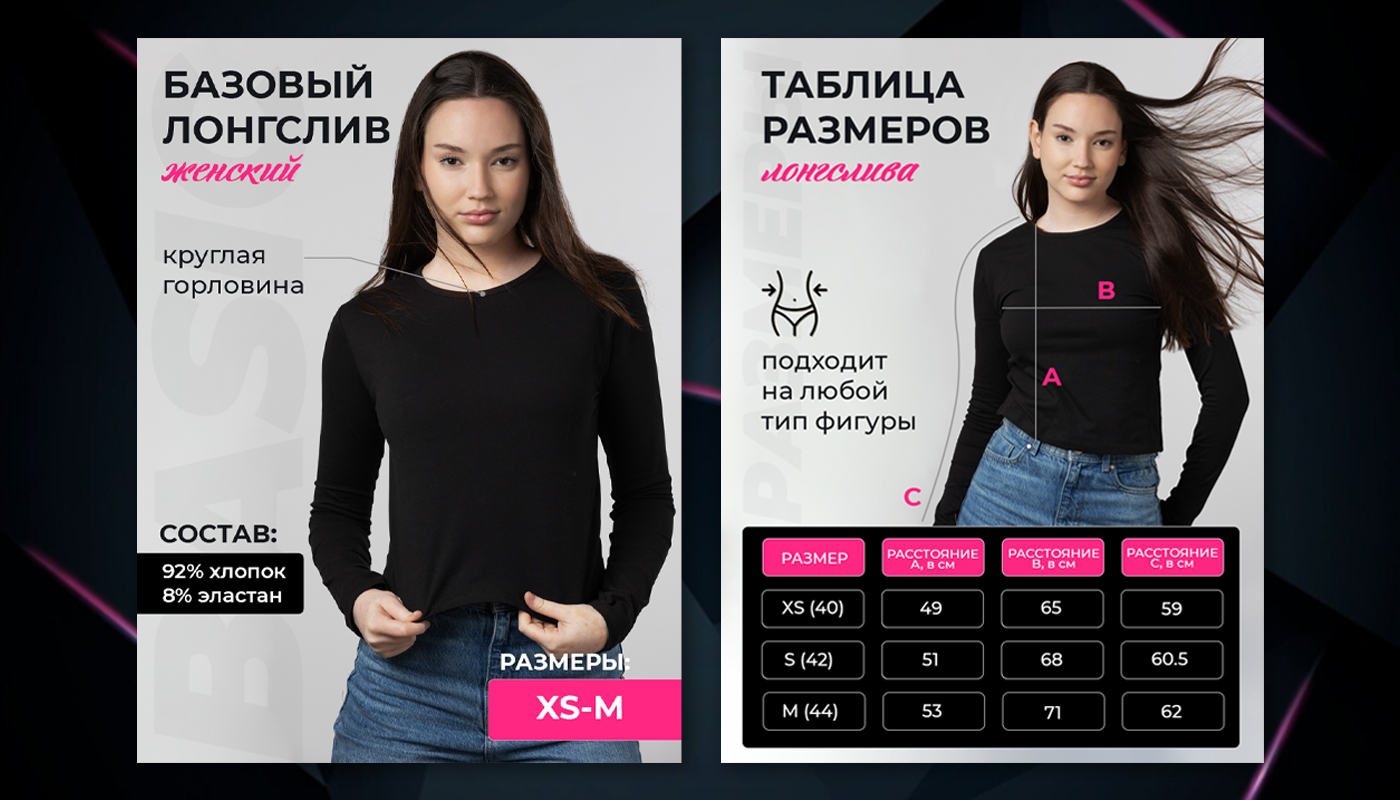 БАЗОВЫЙ
ЛОНГСЛИВ
женский
круглая
горловина
BASIC
СОСТАВ:
92% хлопок
8% эластан
РАЗМЕРЫ:
XS-M
ТАБЛИЦА
РАЗМЕРОВ
лонгслива
РАЗМЕРЫ
подходит
на любой
тип фигуры
B
A
C
РАЗМЕР
РАССТОЯНИЕ
А, в см
РАССТОЯНИЕ
В, в см
РАССТОЯНИЕ
С, в см
XS (40) 49 65 59
S (42) 51 68 60.5
M (44) 53 71 62